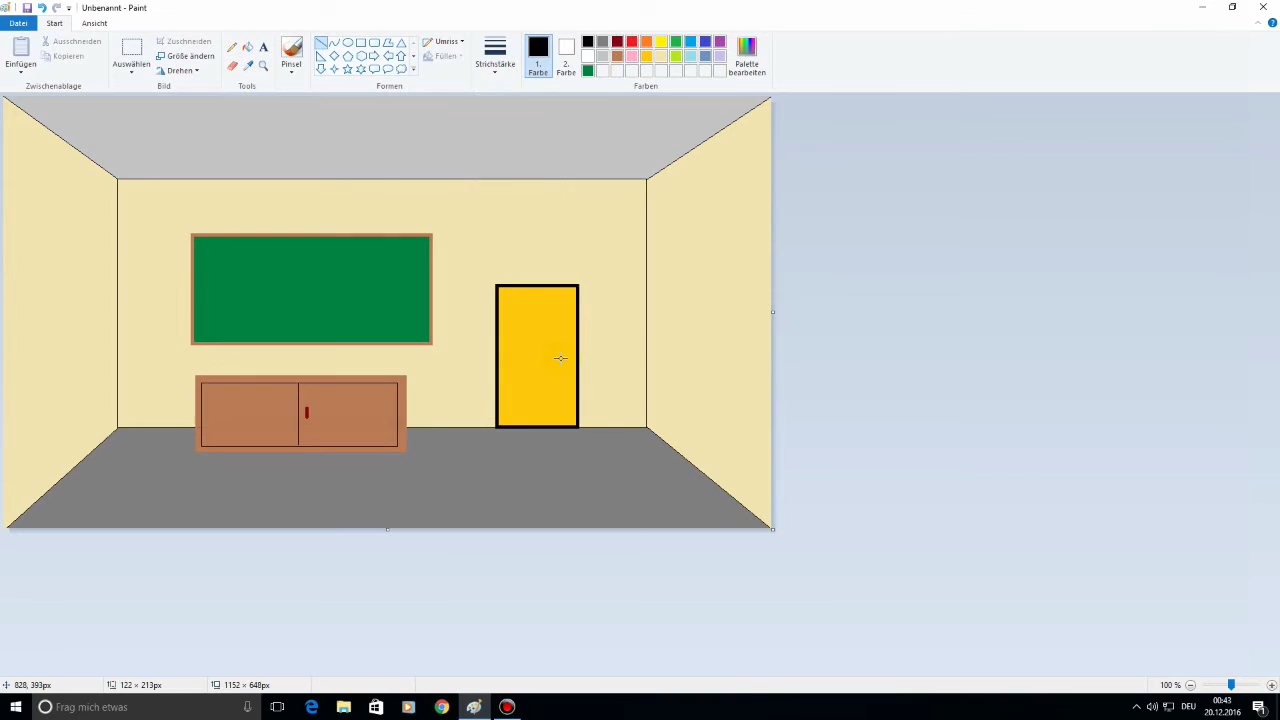 Unbenannt - Paint
Datei Start Ansicht
Einfügen
Ausschneiden
Kopieren
Zwischenablage
Auswählen
Zuschneiden
Größe ändern
Drehen
Bild
A
Tools
Pinsel
Umriss
Füllen
Formen
Strichstärke
1. Farbe
2. Farbe
Palette bearbeiten
Farben
828, 393px
122 × 213px
1152 × 648px
100 %
Frag mich etwas
DEU
00:43
20.12.2016